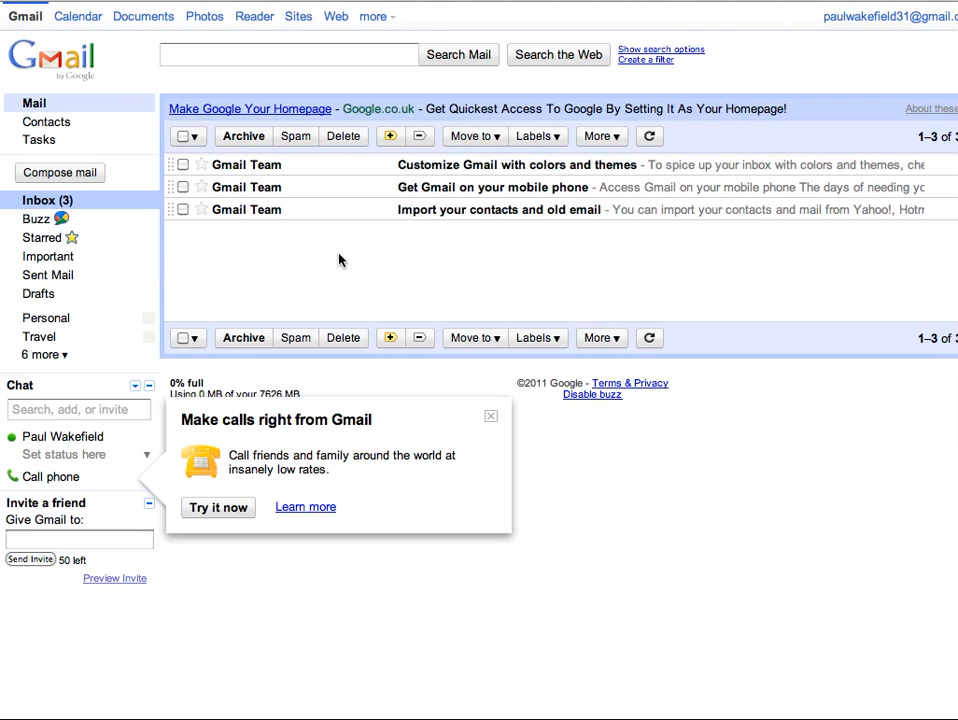 Gmail Calendar Documents Photos Reader Sites Web more
paulwakefield31@gmail.c
Gmail
by Google
Search Mail Search the Web Show search options
Create a filter
Mail
Contacts
Tasks
Compose mail
Inbox (3)
Buzz
Starred
Important
Sent Mail
Drafts
Personal
Travel
6 more
Make Google Your Homepage - Google.co.uk - Get Quickest Access To Google By Setting It As Your Homepage! About these
Archive Spam Delete Move to Labels More 1–3 of 3
Gmail Team Customize Gmail with colors and themes - To spice up your inbox with colors and themes, che
Gmail Team Get Gmail on your mobile phone - Access Gmail on your mobile phone The days of needing yo
Gmail Team Import your contacts and old email - You can import your contacts and mail from Yahoo!, Hotm
Archive Spam Delete Move to Labels More 1–3 of 3
Chat
Search, add, or invite
Paul Wakefield
Set status here
Call phone
Invite a friend
Give Gmail to:
Send Invite 50 left
Preview Invite
0% full
Using 0 MB of your 7626 MB
©2011 Google - Terms & Privacy
Disable buzz
Make calls right from Gmail
Call friends and family around the world at
insanely low rates.
Try it now Learn more